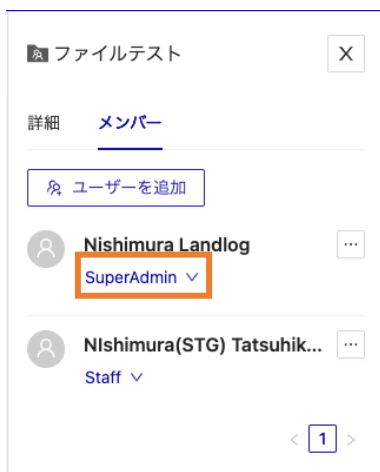 ファイルテスト
X
詳細 メンバー
ユーザーを追加
Nishimura Landlog
SuperAdmin
NIshimura(STG) Tatsuhik...
Staff
< 1 >